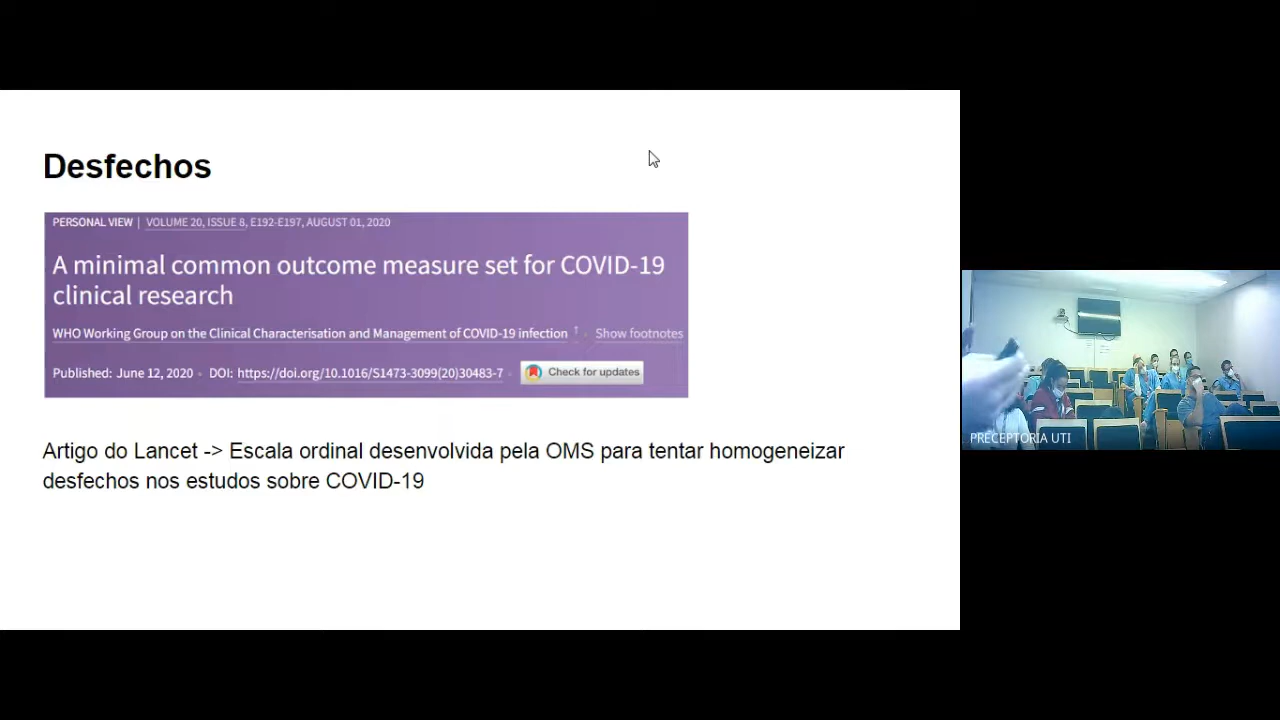 Desfechos
PERSONAL VIEW | VOLUME 20, ISSUE 8, E192-E197, AUGUST 01, 2020
A minimal common outcome measure set for COVID-19
clinical research
WHO Working Group on the Clinical Characterisation and Management of COVID-19 infection † • Show footnotes
Published: June 12, 2020 • DOI: https://doi.org/10.1016/S1473-3099(20)30483-7 • Check for updates
Artigo do Lancet -> Escala ordinal desenvolvida pela OMS para tentar homogeneizar
desfechos nos estudos sobre COVID-19
PRECEPTORIA UTI